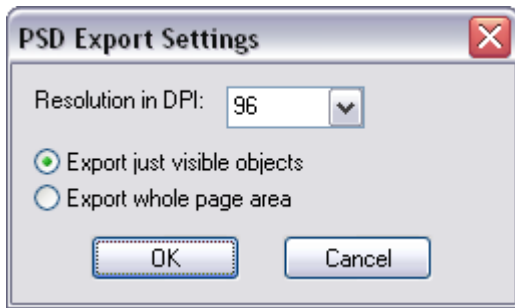 PSD Export Settings
Resolution in DPI: 96
Export just visible objects
Export whole page area
OK Cancel